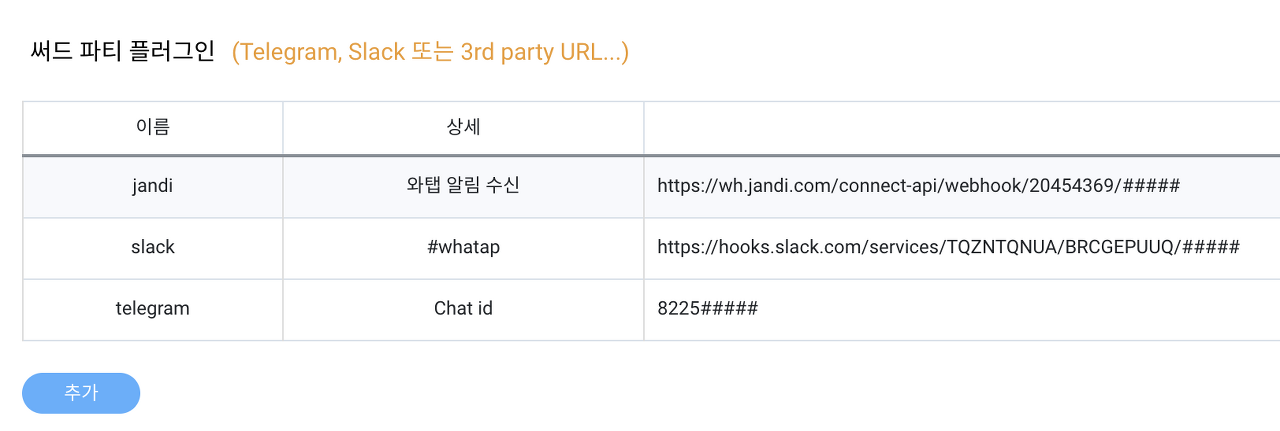 써드 파티 플러그인 (Telegram, Slack 또는 3rd party URL...)
이름 상세
jandi 와탭 알림 수신 https://wh.jandi.com/connect-api/webhook/20454369/#####
slack #whatap https://hooks.slack.com/services/TQZNTQNUA/BRCGEPUUQ/#####
telegram Chat id 8225#####
추가